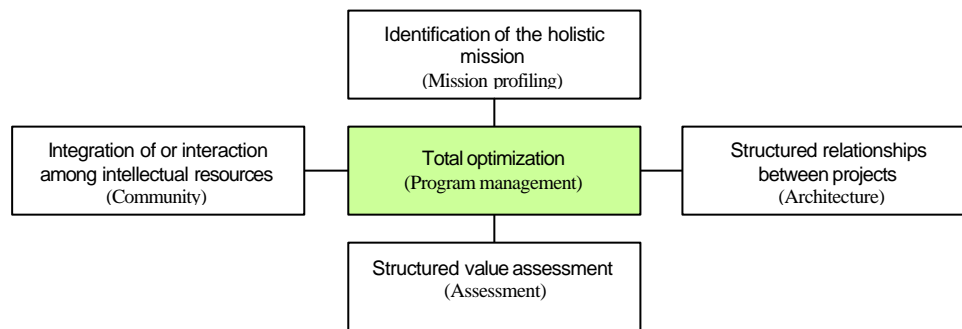 Identification of the holistic
mission
(Mission profiling)
Integration of or interaction
among intellectual resources
(Community)
Total optimization
(Program management)
Structured relationships
between projects
(Architecture)
Structured value assessment
(Assessment)